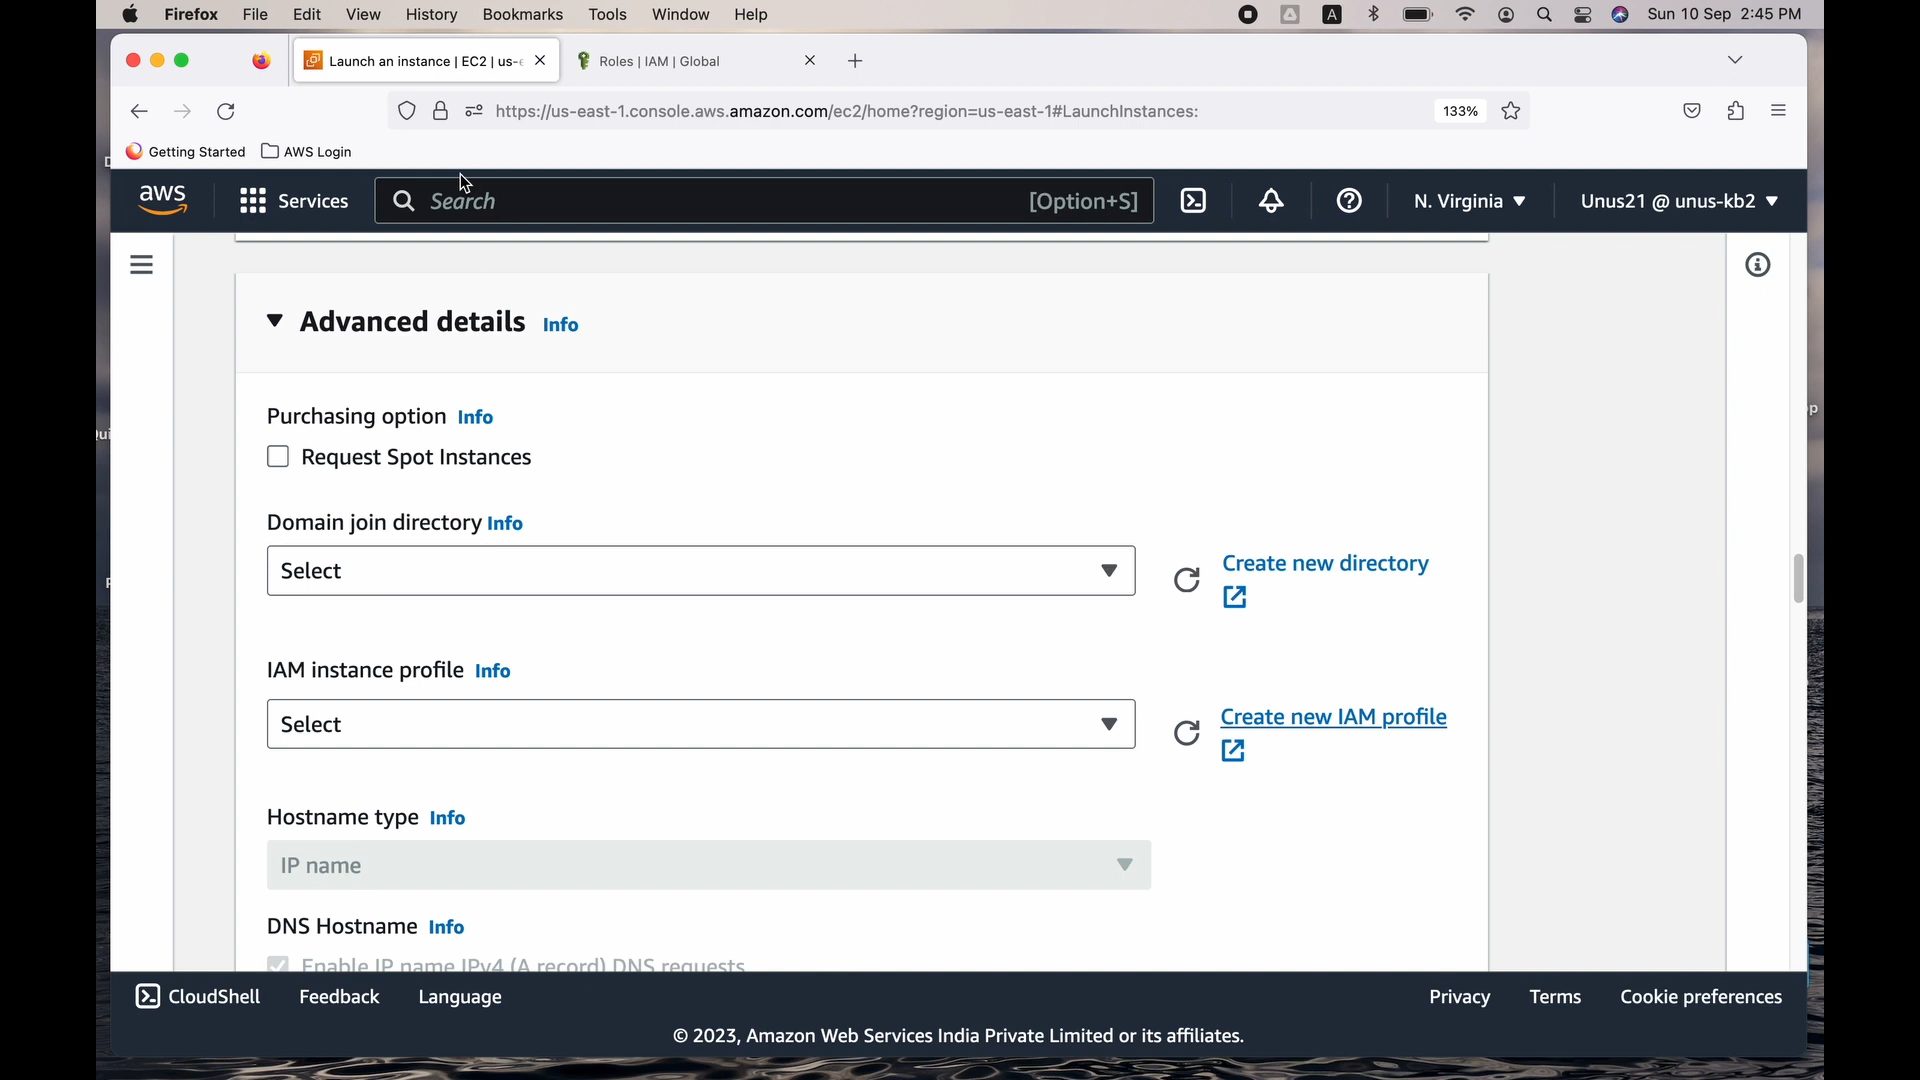 Firefox File Edit View History Bookmarks Tools Window Help A Sun 10 Sep 2:45 PM
Launch an instance | EC2 | us-e Roles | IAM | Global
https://us-east-1.console.aws.amazon.com/ec2/home?region=us-east-1#LaunchInstances: 133%
Getting Started AWS Login
aws Services Search [Option+S] N. Virginia Unus21 @ unus-kb2
Advanced details Info
Purchasing option Info
Request Spot Instances
Domain join directory Info
Select
Create new directory
IAM instance profile Info
Select
Create new IAM profile
Hostname type Info
IP name
DNS Hostname Info
Enable IP name IPv4 (A record) DNS requests
CloudShell Feedback Language Privacy Terms Cookie preferences
© 2023, Amazon Web Services India Private Limited or its affiliates.